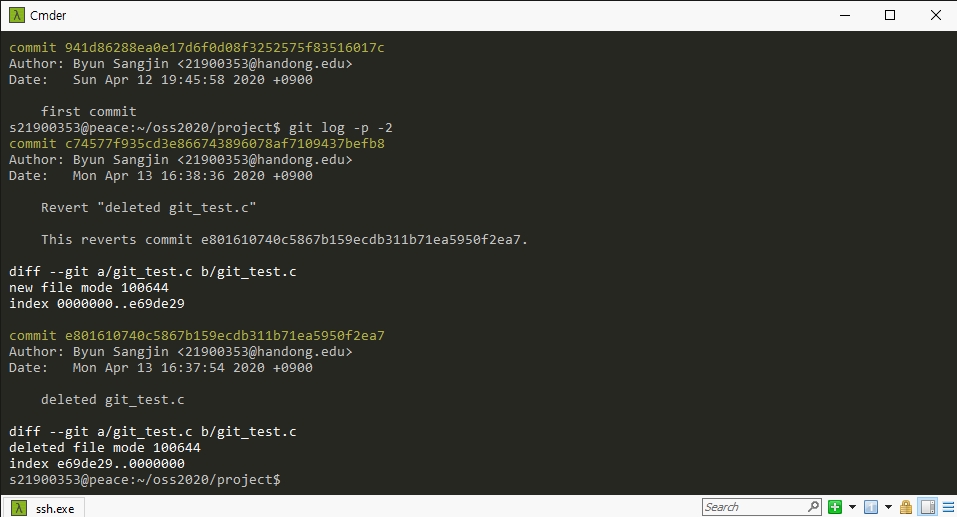 Cmder
commit 941d86288ea0e17d6f0d08f3252575f83516017c
Author: Byun Sangjin <21900353@handong.edu>
Date:   Sun Apr 12 19:45:58 2020 +0900
    first commit
s21900353@peace:~/oss2020/project$ git log -p -2
commit c74577f935cd3e866743896078af7109437befb8
Author: Byun Sangjin <21900353@handong.edu>
Date:   Mon Apr 13 16:38:36 2020 +0900
    Revert "deleted git_test.c"
    This reverts commit e801610740c5867b159ecdb311b71ea5950f2ea7.
diff --git a/git_test.c b/git_test.c
new file mode 100644
index 0000000..e69de29
commit e801610740c5867b159ecdb311b71ea5950f2ea7
Author: Byun Sangjin <21900353@handong.edu>
Date:   Mon Apr 13 16:37:54 2020 +0900
    deleted git_test.c
diff --git a/git_test.c b/git_test.c
deleted file mode 100644
index e69de29..0000000
s21900353@peace:~/oss2020/project$
ssh.exe
Search